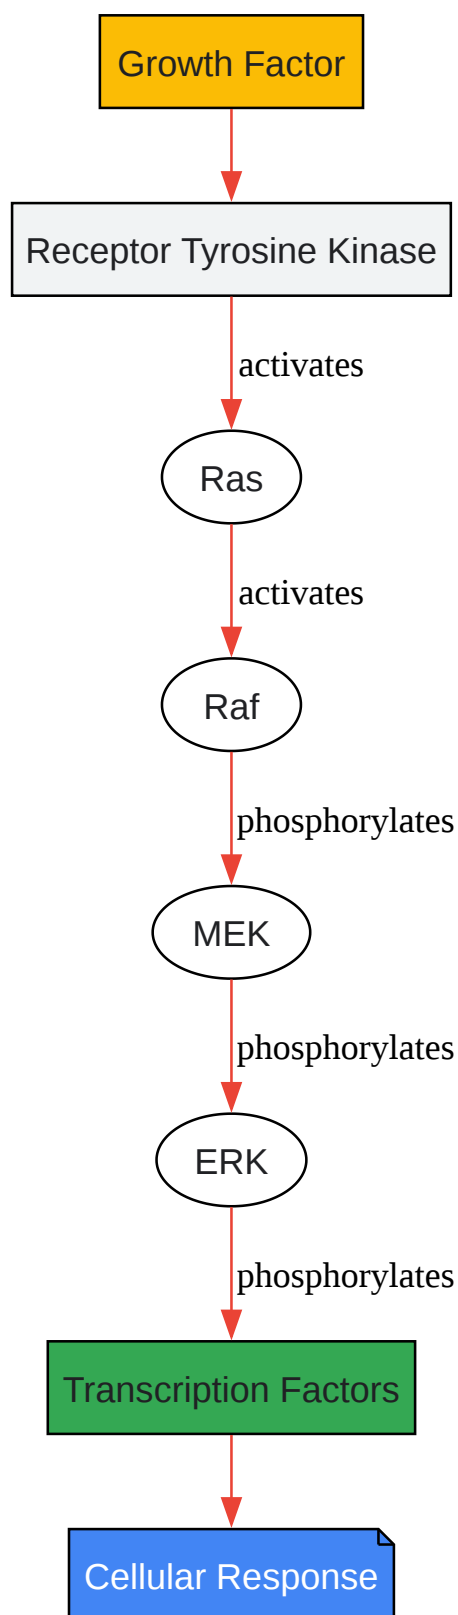 Growth Factor
Receptor Tyrosine Kinase
activates
Ras
activates
Raf
phosphorylates
MEK
phosphorylates
ERK
phosphorylates
Transcription Factors
Cellular Response